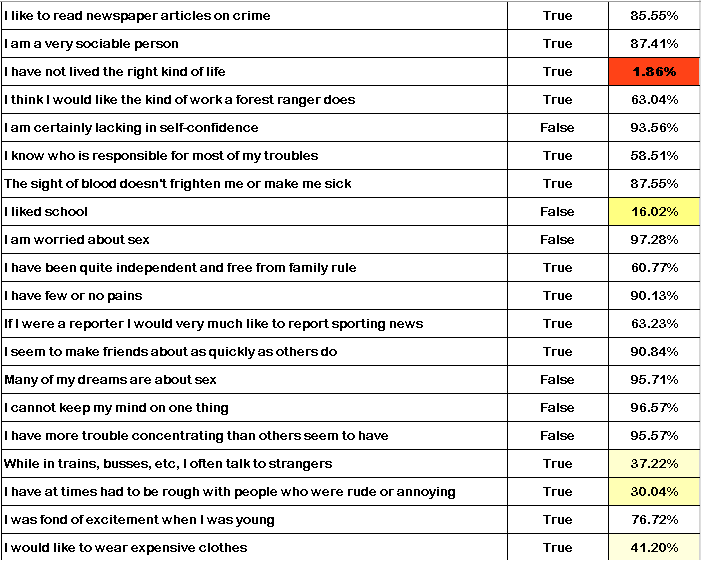 I like to read newspaper articles on crime True 85.55%
I am a very sociable person True 87.41%
I have not lived the right kind of life True 1.86%
I think I would like the kind of work a forest ranger does True 63.04%
I am certainly lacking in self-confidence False 93.56%
I know who is responsible for most of my troubles True 58.51%
The sight of blood doesn't frighten me or make me sick True 87.55%
I liked school False 16.02%
I am worried about sex False 97.28%
I have been quite independent and free from family rule True 60.77%
I have few or no pains True 90.13%
If I were a reporter I would very much like to report sporting news True 63.23%
I seem to make friends about as quickly as others do True 90.84%
Many of my dreams are about sex False 95.71%
I cannot keep my mind on one thing False 96.57%
I have more trouble concentrating than others seem to have False 95.57%
While in trains, busses, etc, I often talk to strangers True 37.22%
I have at times had to be rough with people who were rude or annoying True 30.04%
I was fond of excitement when I was young True 76.72%
I would like to wear expensive clothes True 41.20%